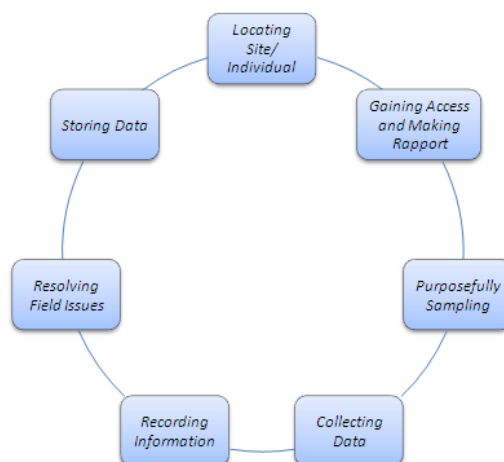 Locating
Site/
Individual
Gaining Access
and Making
Rapport
Purposefully
Sampling
Collecting
Data
Recording
Information
Resolving
Field Issues
Storing Data